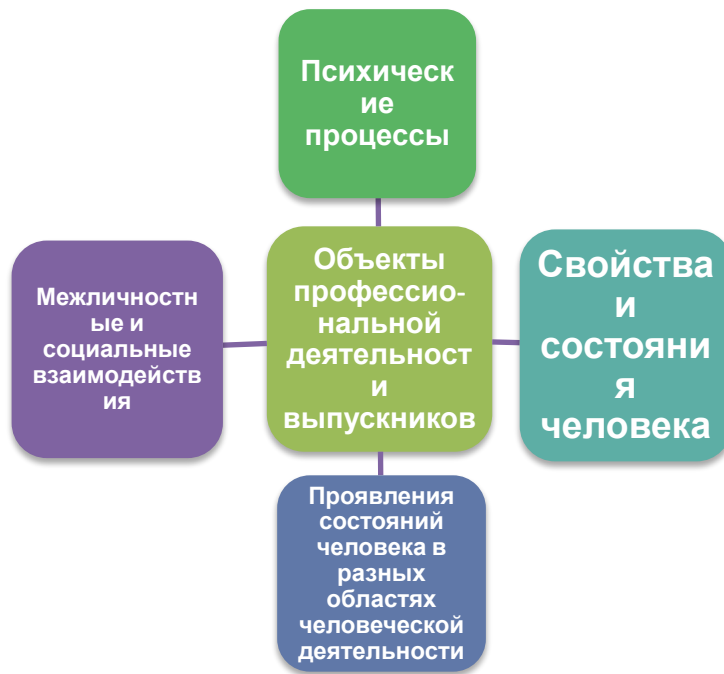 Психическ
ие
процессы
Межличностн
ые и
социальные
взаимодейств
ия
Объекты
профессио-
нальной
деятельност
и
выпускников
Свойства
и
состояни
я
человека
Проявления
состояний
человека в
разных
областях
человеческой
деятельности